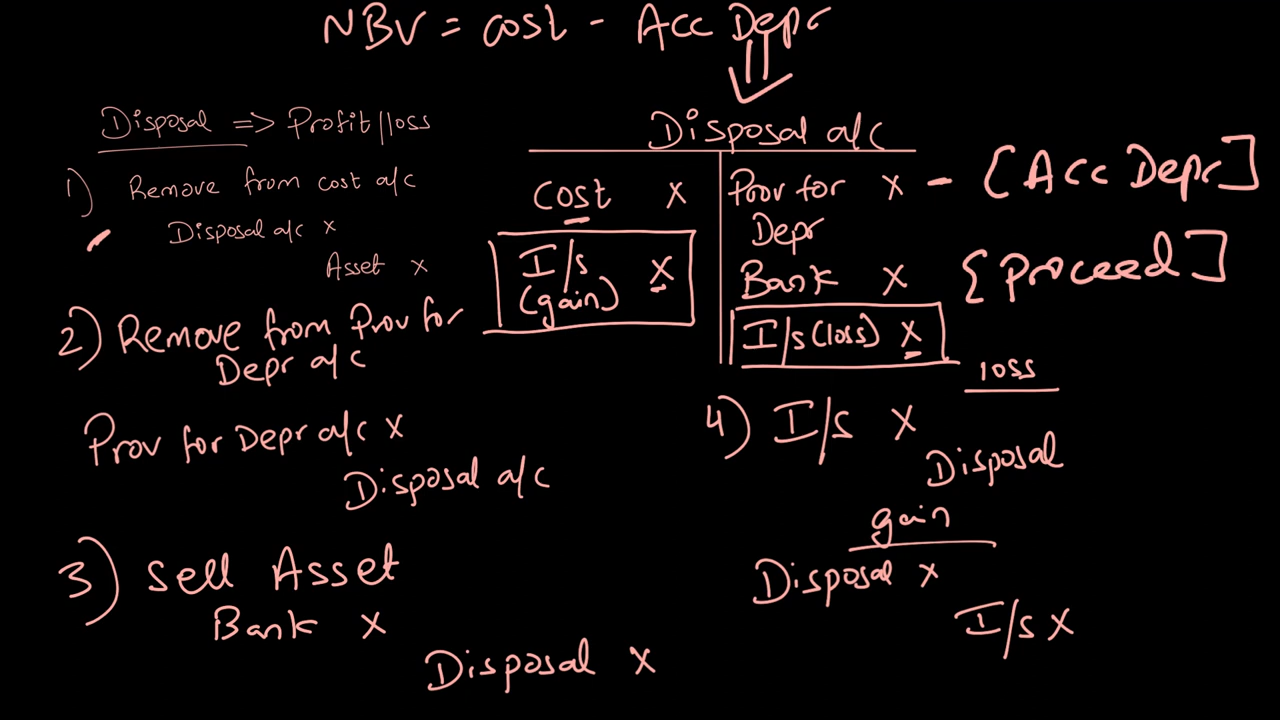 NBV = cost - Acc Depr
Disposal => Profit/loss
1) Remove from cost a/c
Disposal a/c x
Asset x
2) Remove from Prov for
Depr a/c
Prov for Depr a/c x
Disposal a/c
3) Sell Asset
Bank x
Disposal x
Disposal a/c
Cost x
I/s x
(gain)
Prov for x - [Acc Depr]
Depr
Bank x [Proceed]
I/s (loss) x
loss
4) I/s x
Disposal
gain
Disposal x
I/s x